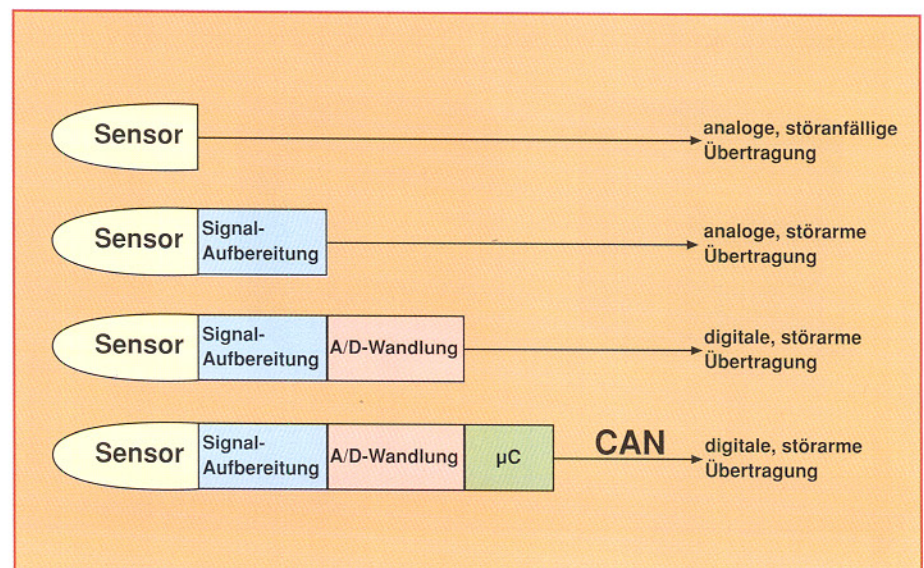 Sensor
analoge, störanfällige
Übertragung
Sensor
Signal-
Aufbereitung
analoge, störarme
Übertragung
Sensor
Signal-
Aufbereitung
A/D-Wandlung
digitale, störarme
Übertragung
Sensor
Signal-
Aufbereitung
A/D-Wandlung
µC
CAN
digitale, störarme
Übertragung